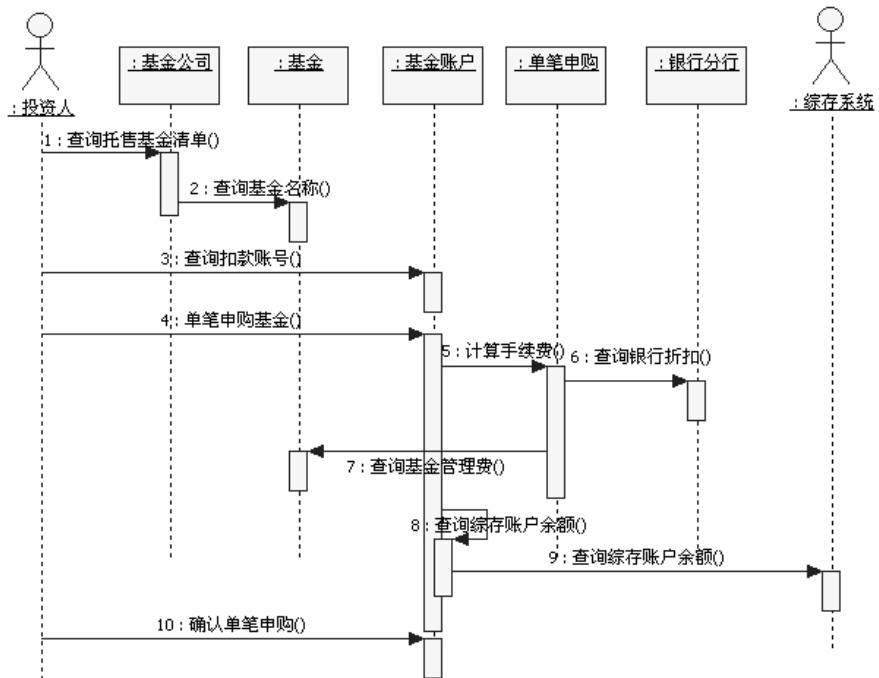 : 投资人
: 基金公司
: 基金
: 基金账户
: 单笔申购
: 银行分行
: 综存系统
1 : 查询托售基金清单()
2 : 查询基金名称()
3 : 查询扣款账号()
4 : 单笔申购基金()
5 : 计算手续费()
6 : 查询银行折扣()
7 : 查询基金管理费()
8 : 查询综存账户余额()
9 : 查询综存账户余额()
10 : 确认单笔申购()